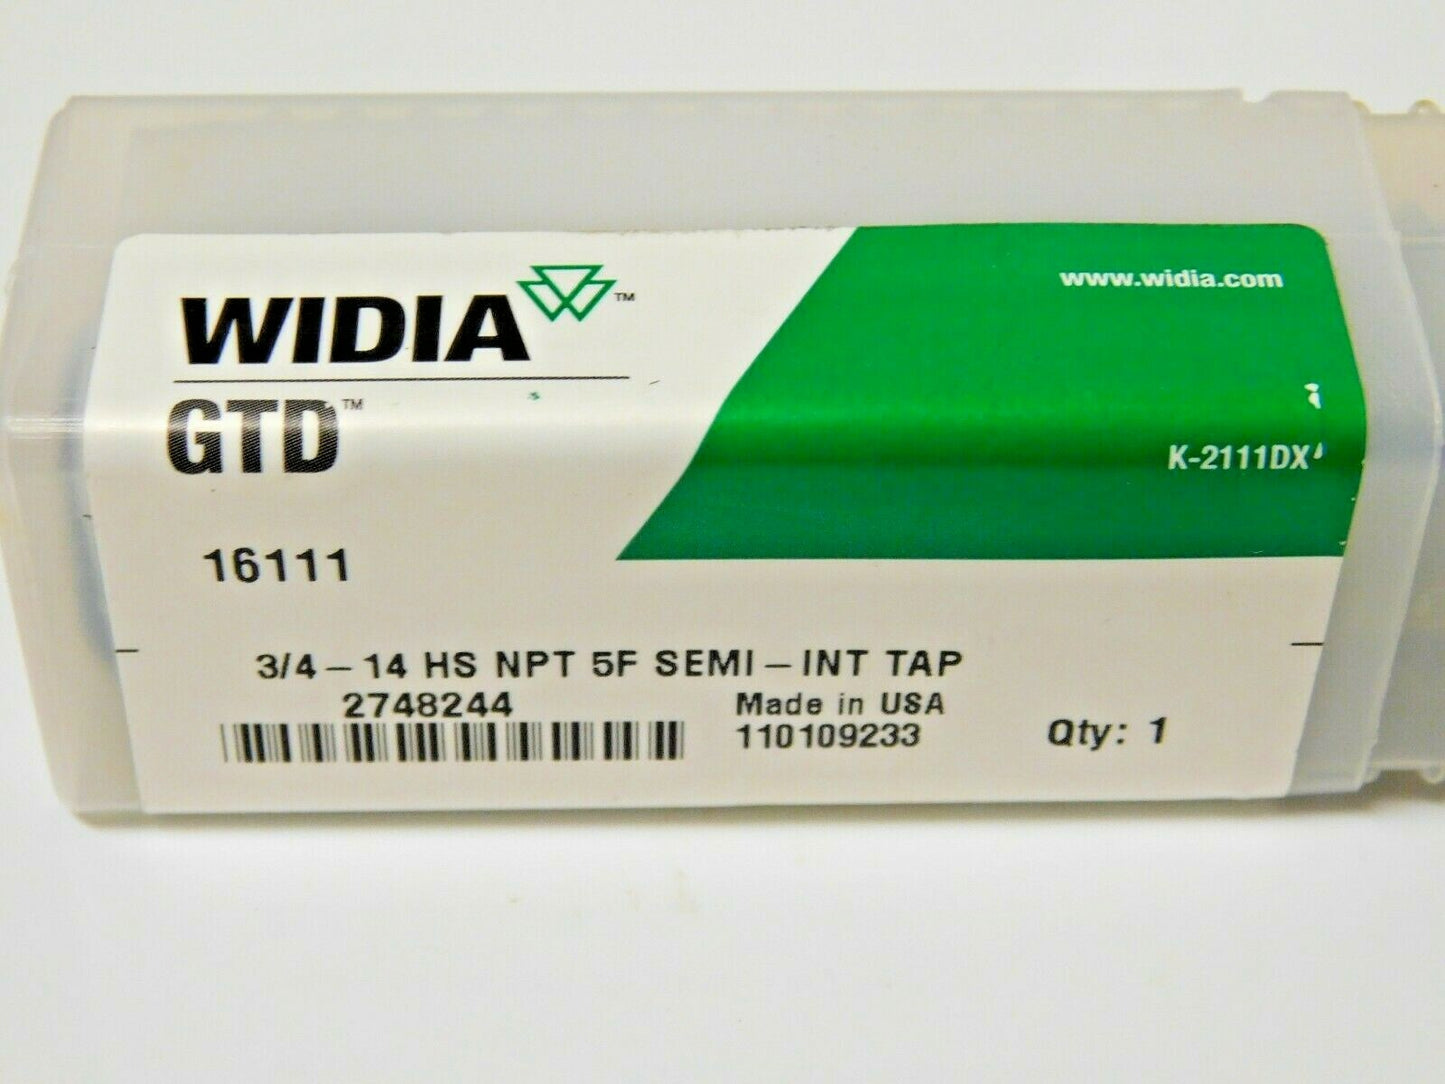 WIDIA™
www.widia.com
GTD™
K-2111DX
16111
3/4-14 HS NPT 5F SEMI-INT TAP
2748244
Made in USA
110109233
Qty: 1